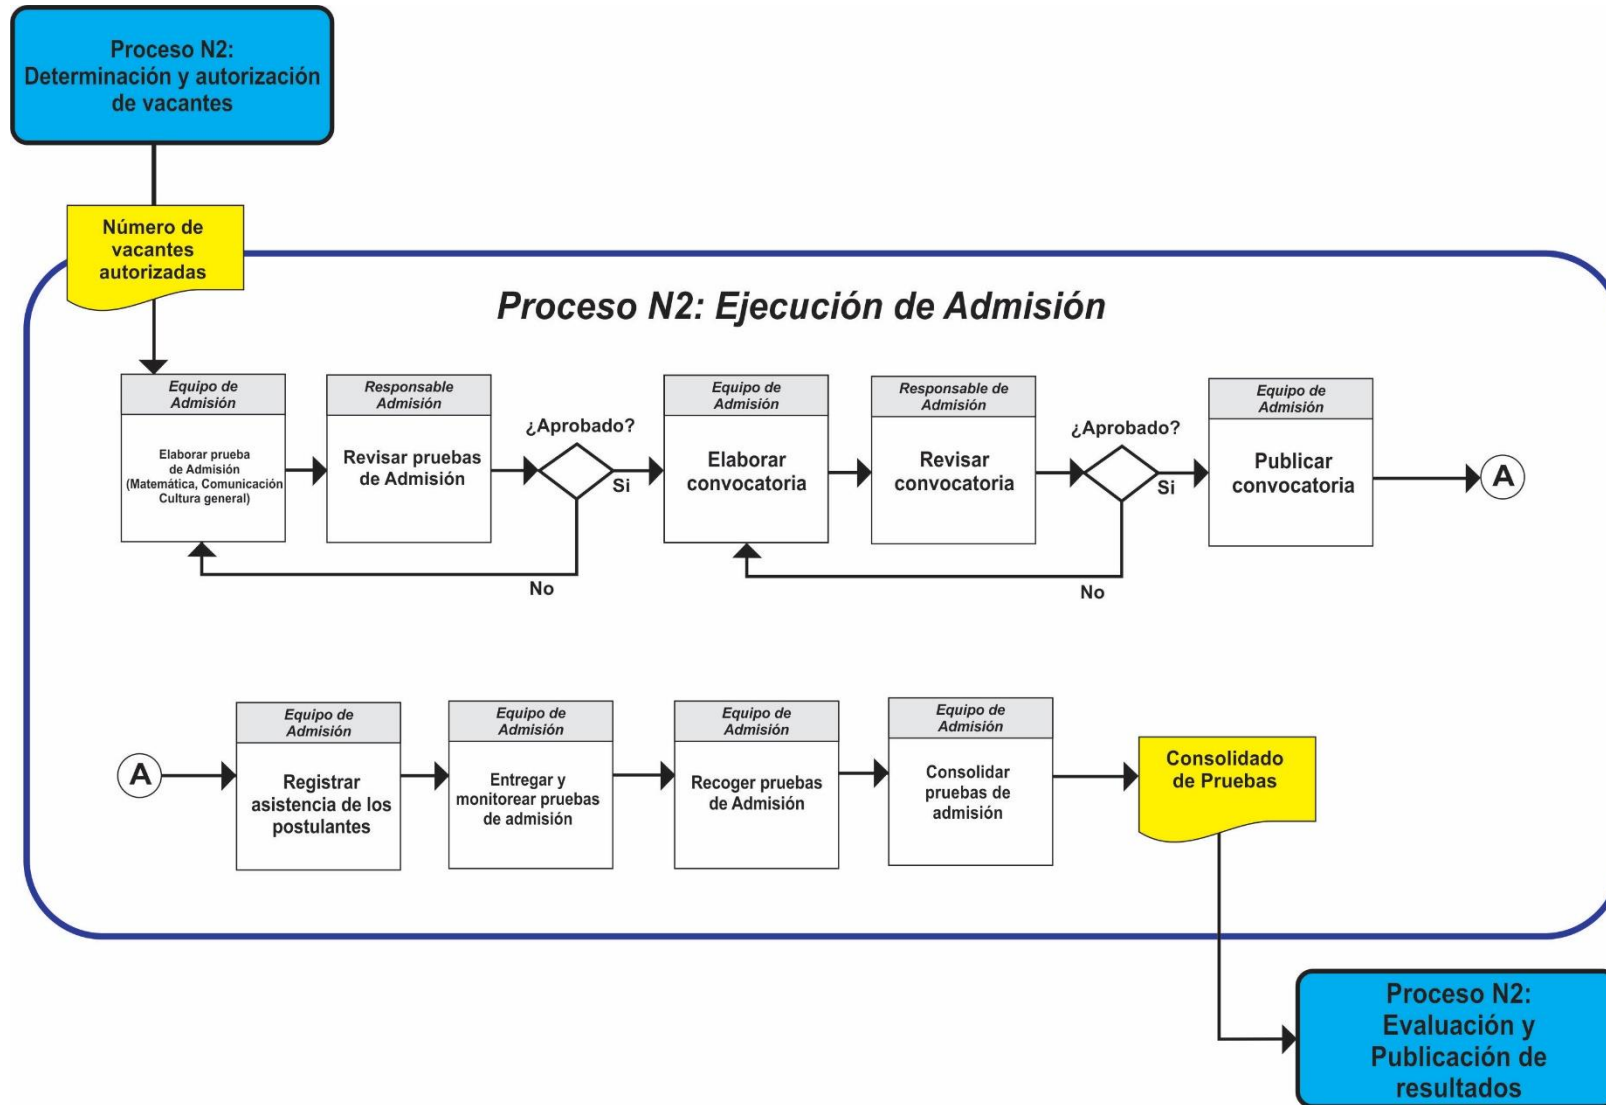 Proceso N2:
Determinación y autorización
de vacantes
Número de
vacantes
autorizadas
Proceso N2: Ejecución de Admisión
Equipo de
Admisión
Elaborar prueba
de Admisión
(Matemática, Comunicación
Cultura general)
Responsable
Admisión
Revisar pruebas
de Admisión
¿Aprobado?
Si
No
Equipo de
Admisión
Elaborar
convocatoria
Responsable de
Admisión
Revisar
convocatoria
¿Aprobado?
Si
No
Equipo de
Admisión
Publicar
convocatoria
A
A
Equipo de
Admisión
Registrar
asistencia de los
postulantes
Equipo de
Admisión
Entregar y
monitorear pruebas
de admisión
Equipo de
Admisión
Recoger pruebas
de Admisión
Equipo de
Admisión
Consolidar
pruebas de
admisión
Consolidado
de Pruebas
Proceso N2:
Evaluación y
Publicación de
resultados